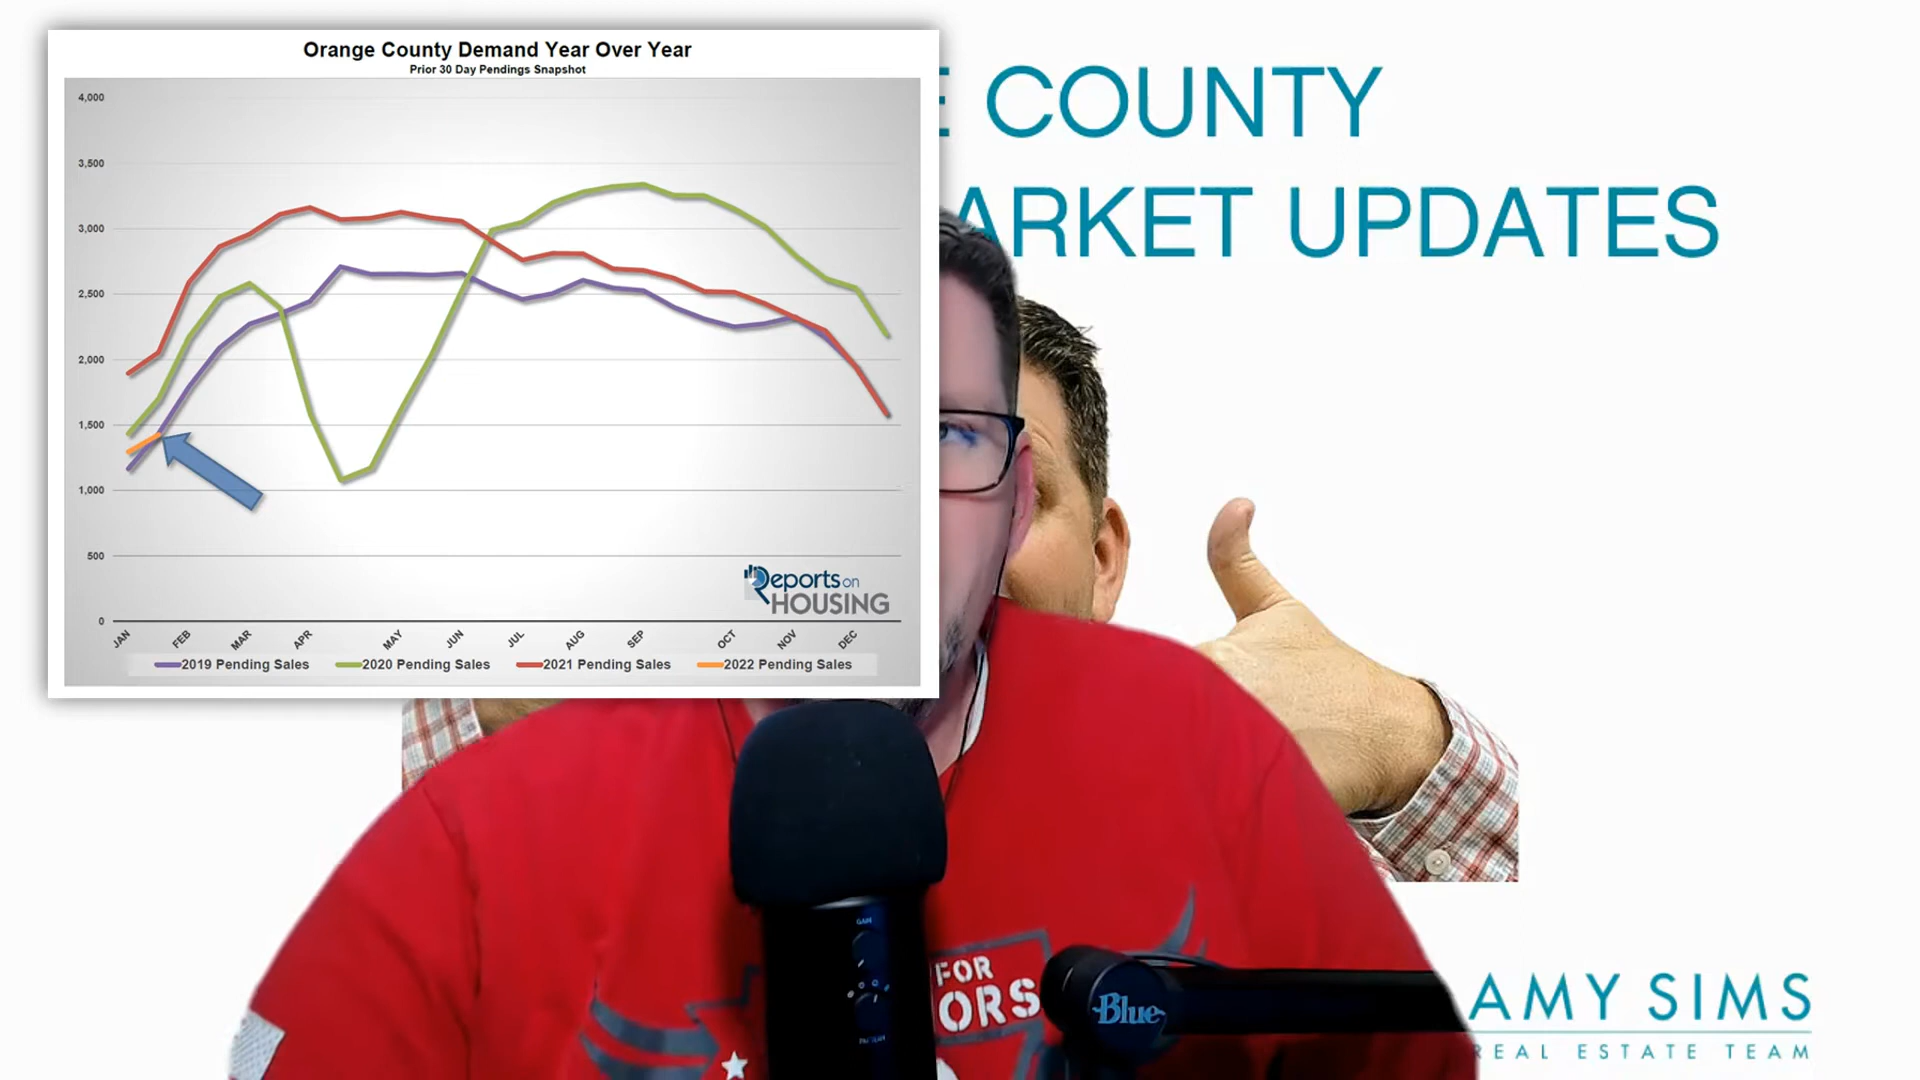 Orange County Demand Year Over Year
Prior 30 Day Pendings Snapshot
4,000
3,500
3,000
2,500
2,000
1,500
1,000
500
0
JAN FEB MAR APR MAY JUN JUL AUG SEP OCT NOV DEC
Reports on
HOUSING
2019 Pending Sales 2020 Pending Sales 2021 Pending Sales 2022 Pending Sales
E COUNTY
ARKET UPDATES
GAIN
PATTERN
FOR
ORS
Blue
AMY SIMS
REAL ESTATE TEAM